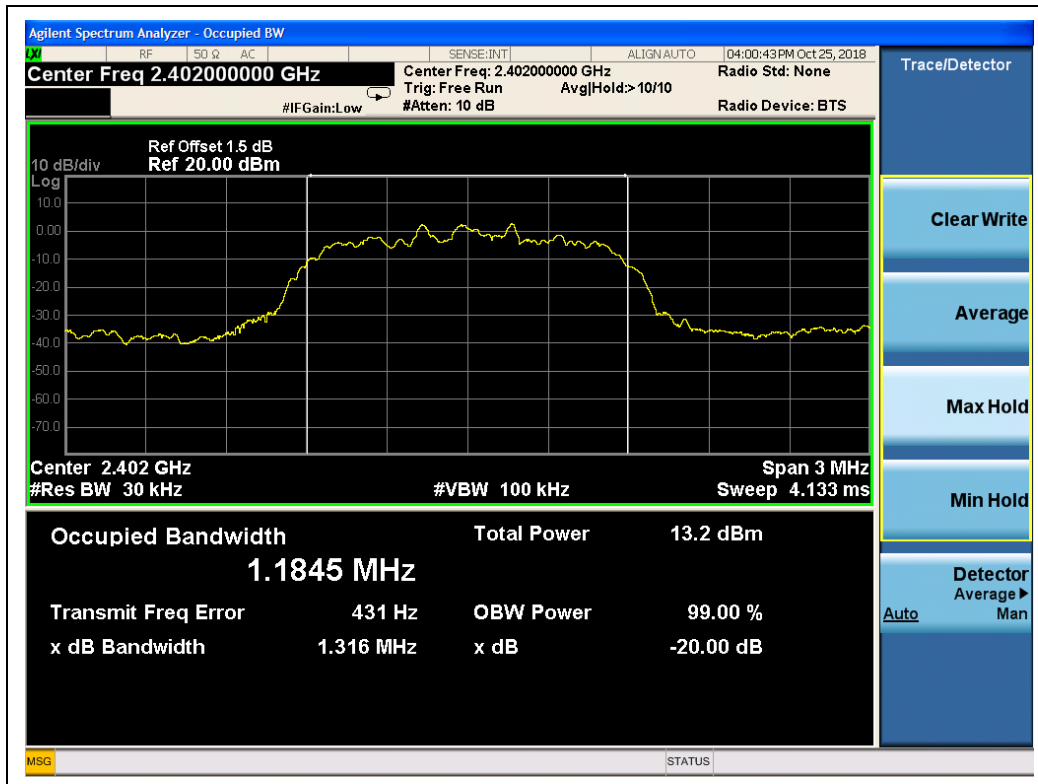 Agilent Spectrum Analyzer - Occupied BW
LXI RF 50 Ω AC SENSE:INT ALIGN AUTO 04:00:43 PM Oct 25, 2018
Center Freq 2.402000000 GHz Center Freq: 2.402000000 GHz Radio Std: None
Trig: Free Run Avg|Hold:> 10/10
#IFGain:Low #Atten: 10 dB Radio Device: BTS
Trace/Detector
Ref Offset 1.5 dB
10 dB/div Ref 20.00 dBm
Log
10.0
0.00
-10.0
-20.0
-30.0
-40.0
-50.0
-60.0
-70.0
Center 2.402 GHz Span 3 MHz
#Res BW 30 kHz #VBW 100 kHz Sweep 4.133 ms
Occupied Bandwidth Total Power 13.2 dBm
1.1845 MHz
Transmit Freq Error 431 Hz OBW Power 99.00 %
x dB Bandwidth 1.316 MHz x dB -20.00 dB
Clear Write
Average
Max Hold
Min Hold
Detector
Average▶
Auto Man
MSG STATUS